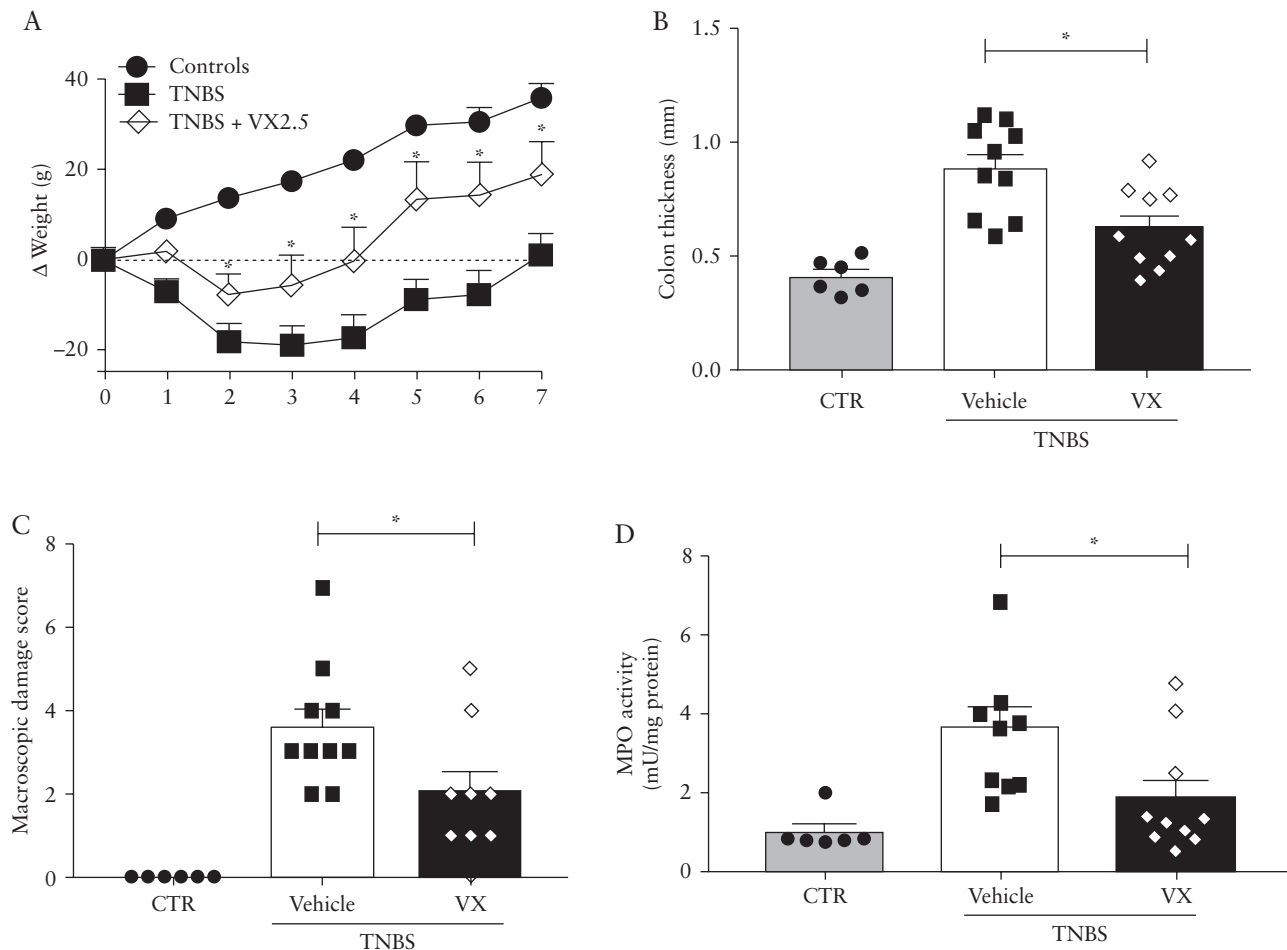 A
Controls
TNBS
TNBS + VX2.5
Δ Weight (g)
40
20
0
–20
* * * * * *
0 1 2 3 4 5 6 7
B
Colon thickness (mm)
1.5
1.0
0.5
0.0
*
CTR Vehicle VX
TNBS
C
Macroscopic damage score
8
6
4
2
0
*
CTR Vehicle VX
TNBS
D
MPO activity
(mU/mg protein)
8
6
4
2
0
*
CTR Vehicle VX
TNBS